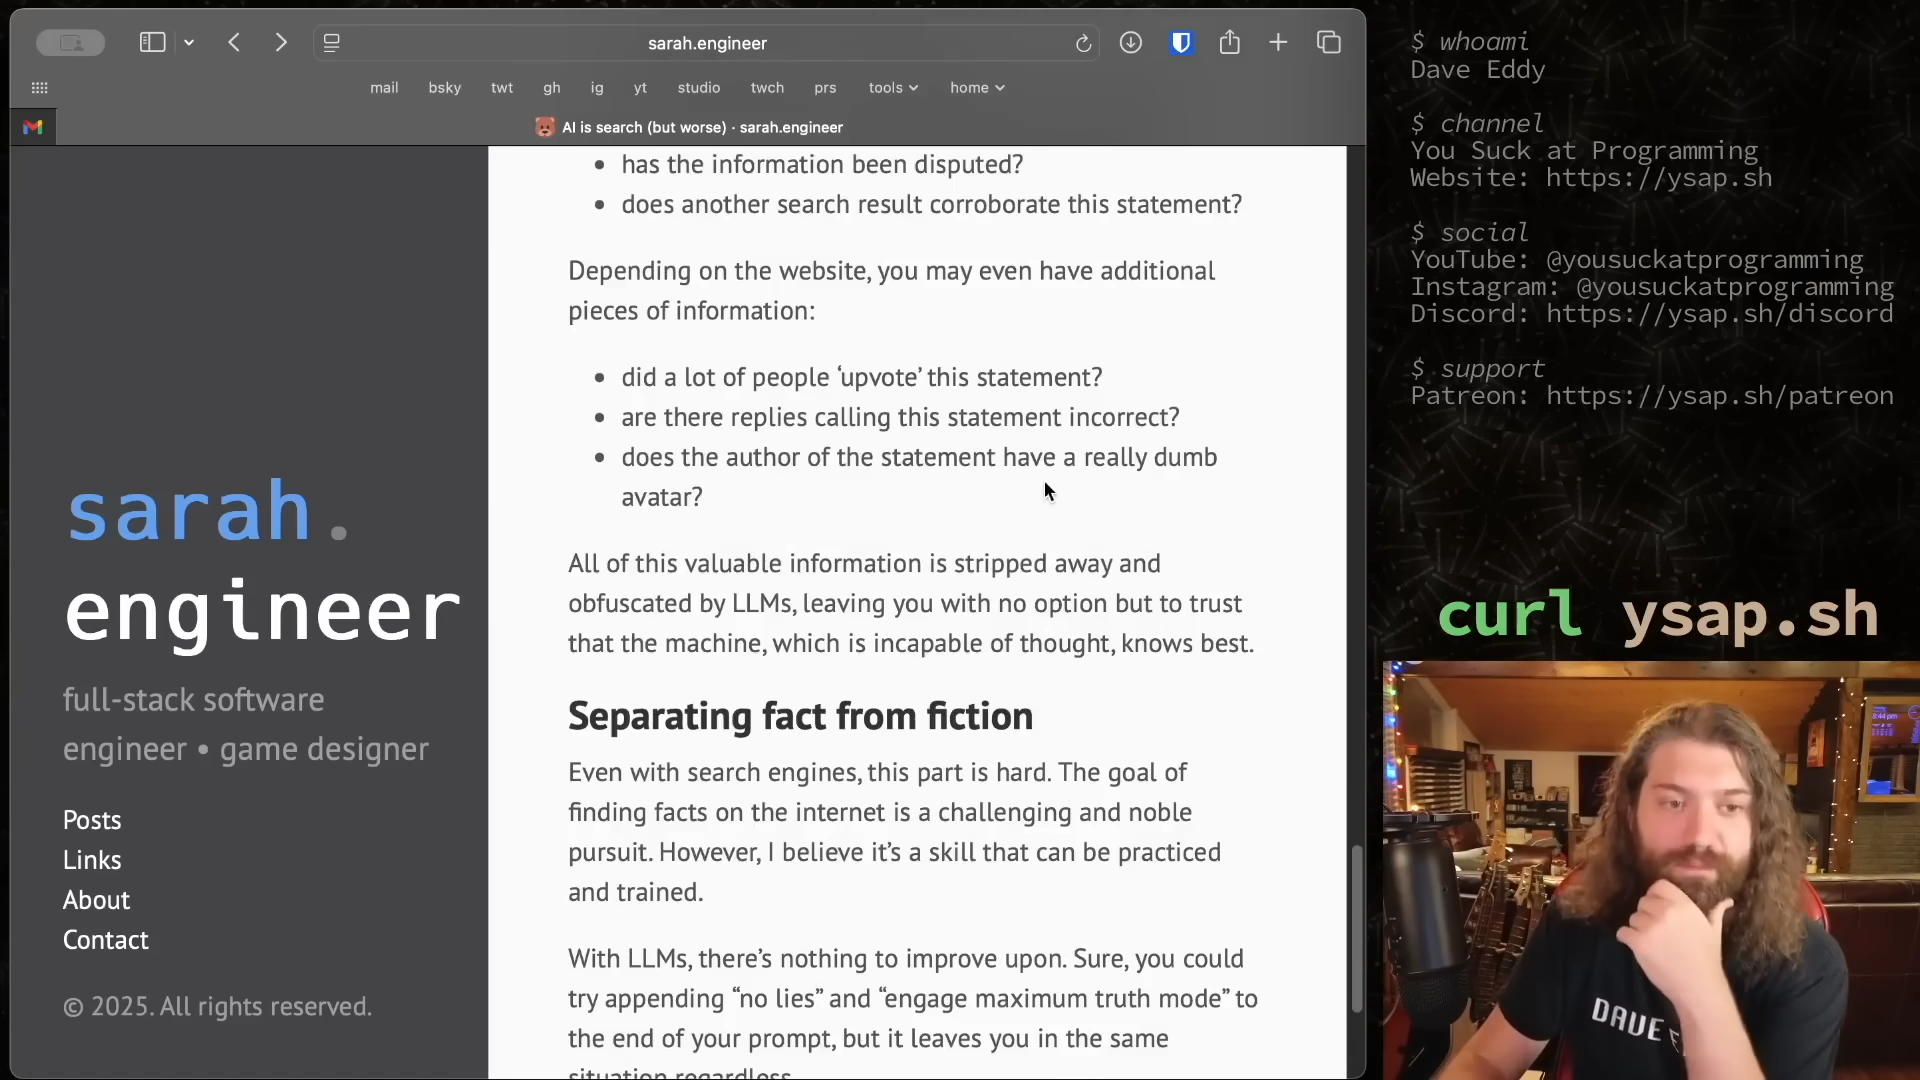 sarah.engineer
mail bsky twt gh ig yt studio twch prs tools home
AI is search (but worse) · sarah.engineer
• has the information been disputed?
• does another search result corroborate this statement?
Depending on the website, you may even have additional
pieces of information:
• did a lot of people ‘upvote’ this statement?
• are there replies calling this statement incorrect?
• does the author of the statement have a really dumb
avatar?
All of this valuable information is stripped away and
obfuscated by LLMs, leaving you with no option but to trust
that the machine, which is incapable of thought, knows best.
Separating fact from fiction
Even with search engines, this part is hard. The goal of
finding facts on the internet is a challenging and noble
pursuit. However, I believe it’s a skill that can be practiced
and trained.
With LLMs, there’s nothing to improve upon. Sure, you could
try appending “no lies” and “engage maximum truth mode” to
the end of your prompt, but it leaves you in the same
situation regardless.
sarah.
engineer
full-stack software
engineer • game designer
Posts
Links
About
Contact
© 2025. All rights reserved.
$ whoami
Dave Eddy
$ channel
You Suck at Programming
Website: https://ysap.sh
$ social
YouTube: @yousuckatprogramming
Instagram: @yousuckatprogramming
Discord: https://ysap.sh/discord
$ support
Patreon: https://ysap.sh/patreon
curl ysap.sh
8:44 pm
DAVE E